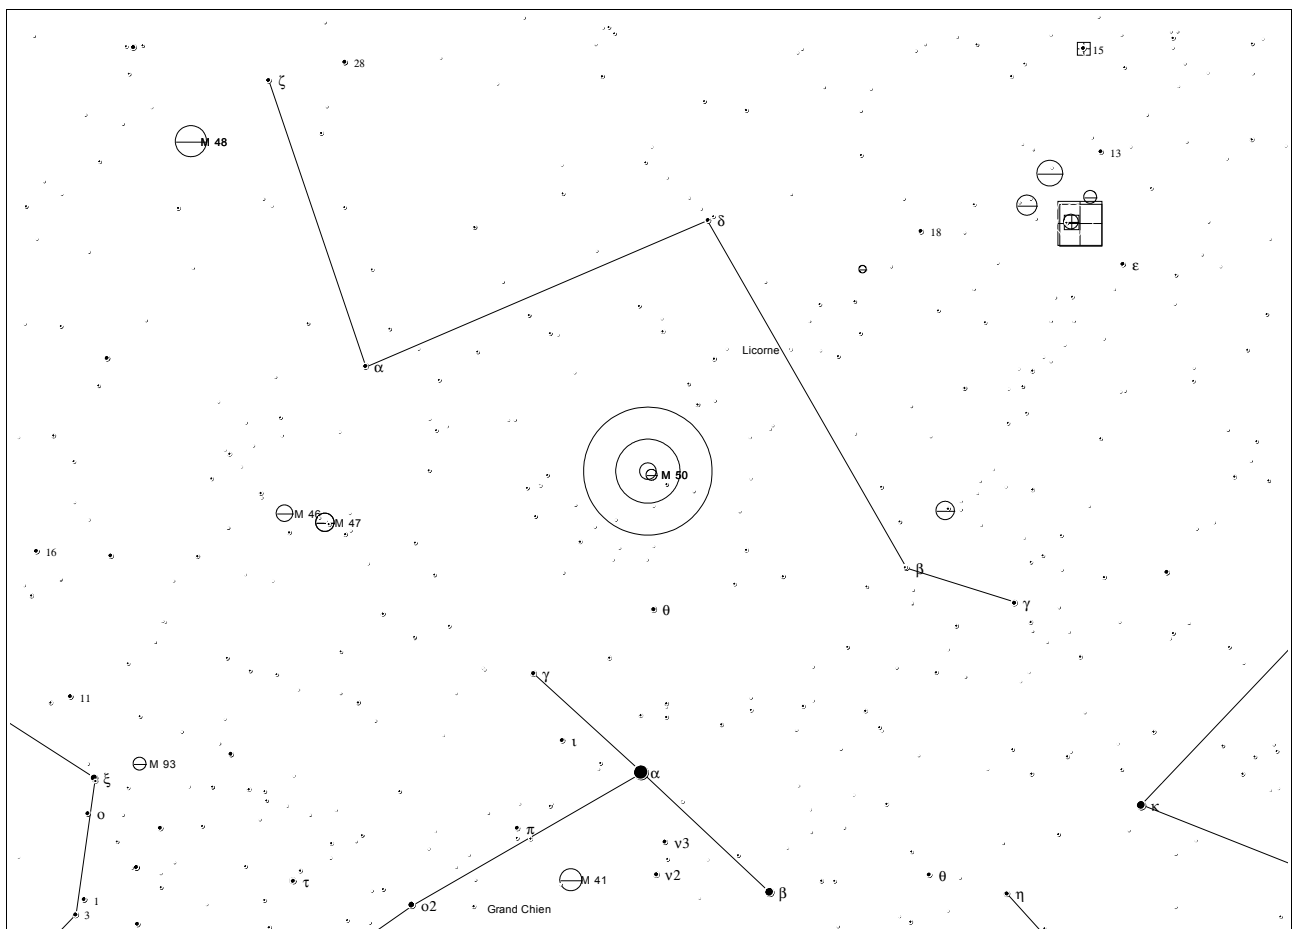 28
ζ
15
M 48
13
δ
18
ε
Licorne
α
M 50
M 46
M 47
16
β
γ
θ
γ
11
ι
M 93
ξ
α
κ
ο
π
ν3
ν2
θ
M 41
τ
β
η
1
3
ο2
Grand Chien